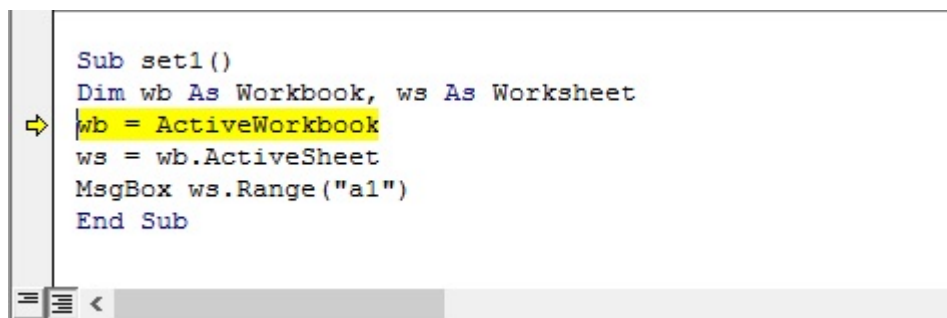 Sub set1()
Dim wb As Workbook, ws As Worksheet
wb = ActiveWorkbook
ws = wb.ActiveSheet
MsgBox ws.Range("a1")
End Sub